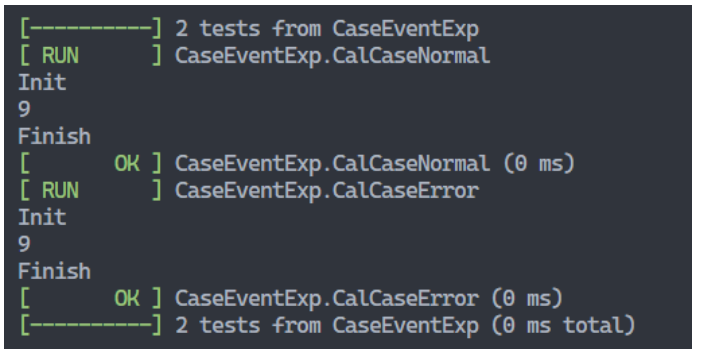 [----------] 2 tests from CaseEventExp
[ RUN      ] CaseEventExp.CalCaseNormal
Init
9
Finish
[       OK ] CaseEventExp.CalCaseNormal (0 ms)
[ RUN      ] CaseEventExp.CalCaseError
Init
9
Finish
[       OK ] CaseEventExp.CalCaseError (0 ms)
[----------] 2 tests from CaseEventExp (0 ms total)